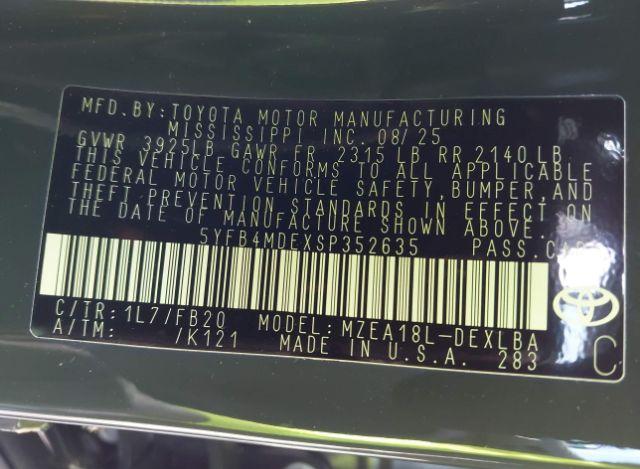 MFD.BY:TOYOTA MOTOR MANUFACTURING
MISSISSIPPI INC. 08/25
GVWR 3925LB GAWR FR 2315 LB RR 2140 LB
THIS VEHICLE CONFORMS TO ALL APPLICABLE
FEDERAL MOTOR VEHICLE SAFETY, BUMPER, AND
THEFT PREVENTION STANDARDS IN EFFECT ON
THE DATE OF MANUFACTURE SHOWN ABOVE.
5YFB4MDEXSP352635 PASS.CAR
C/TR: 1L7/FB20 MODEL: MZEA18L-DEXLBA
A/TM: /K121 MADE IN U.S.A. 283
C